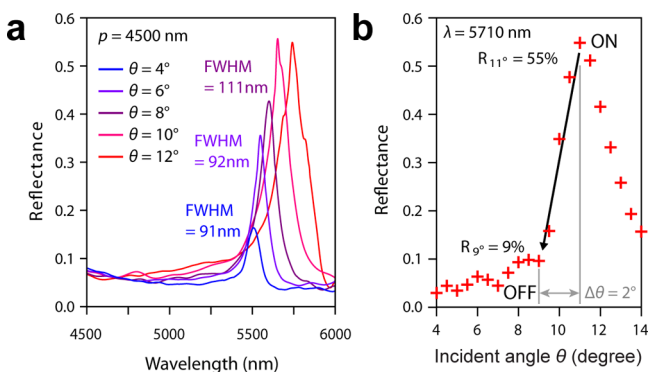 a
p = 4500 nm
θ = 4°
θ = 6°
θ = 8°
θ = 10°
θ = 12°
FWHM
= 111nm
FWHM
= 92nm
FWHM
= 91nm
Reflectance
0.6
0.5
0.4
0.3
0.2
0.1
0.0
4500
5000
5500
6000
Wavelength (nm)
b
λ = 5710 nm
R11° = 55%
ON
R9° = 9%
OFF
Δθ = 2°
Reflectance
0.6
0.5
0.4
0.3
0.2
0.1
0.0
4
6
8
10
12
14
Incident angle θ (degree)